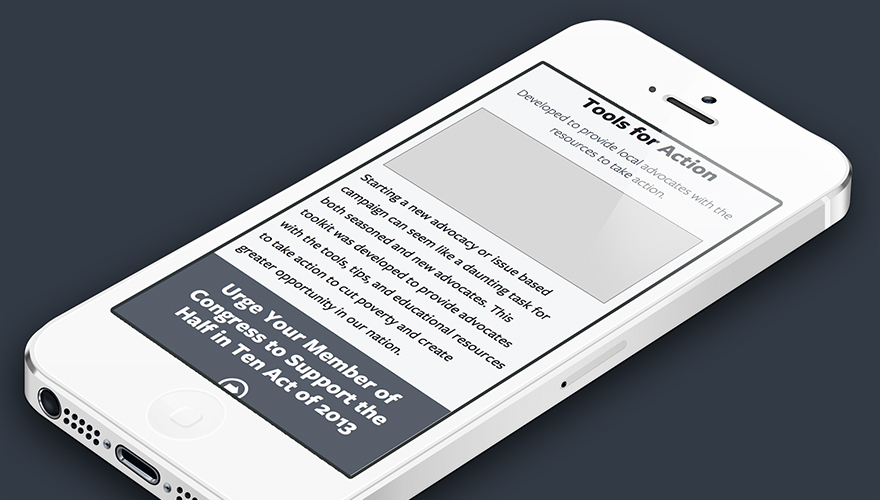 Tools for Action
Developed to provide local advocates with the
resources to take action.
Starting a new advocacy or issue based
campaign can seem like a daunting task for
both seasoned and new advocates. This
toolkit was developed to provide advocates
with the tools, tips, and educational resources
to take action to cut poverty and create
greater opportunity in our nation.
Urge Your Member of
Congress to Support the
Half in Ten Act of 2013